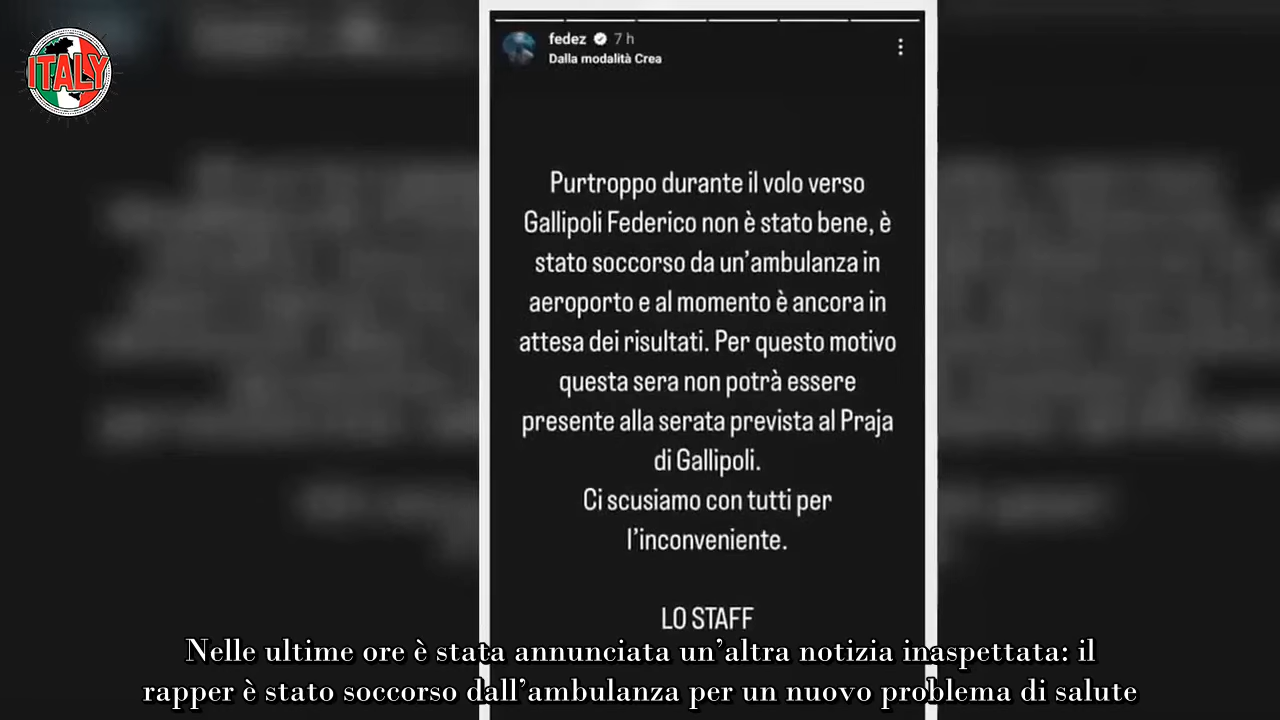 ITALY
fedez 7 h
Dalla modalità Crea
Purtroppo durante il volo verso
Gallipoli Federico non è stato bene, è
stato soccorso da un'ambulanza in
aeroporto e al momento è ancora in
attesa dei risultati. Per questo motivo
questa sera non potrà essere
presente alla serata prevista al Praja
di Gallipoli.
Ci scusiamo con tutti per
l'inconveniente.
LO STAFF
Nelle ultime ore è stata annunciata un'altra notizia inaspettata: il
rapper è stato soccorso dall'ambulanza per un nuovo problema di salute